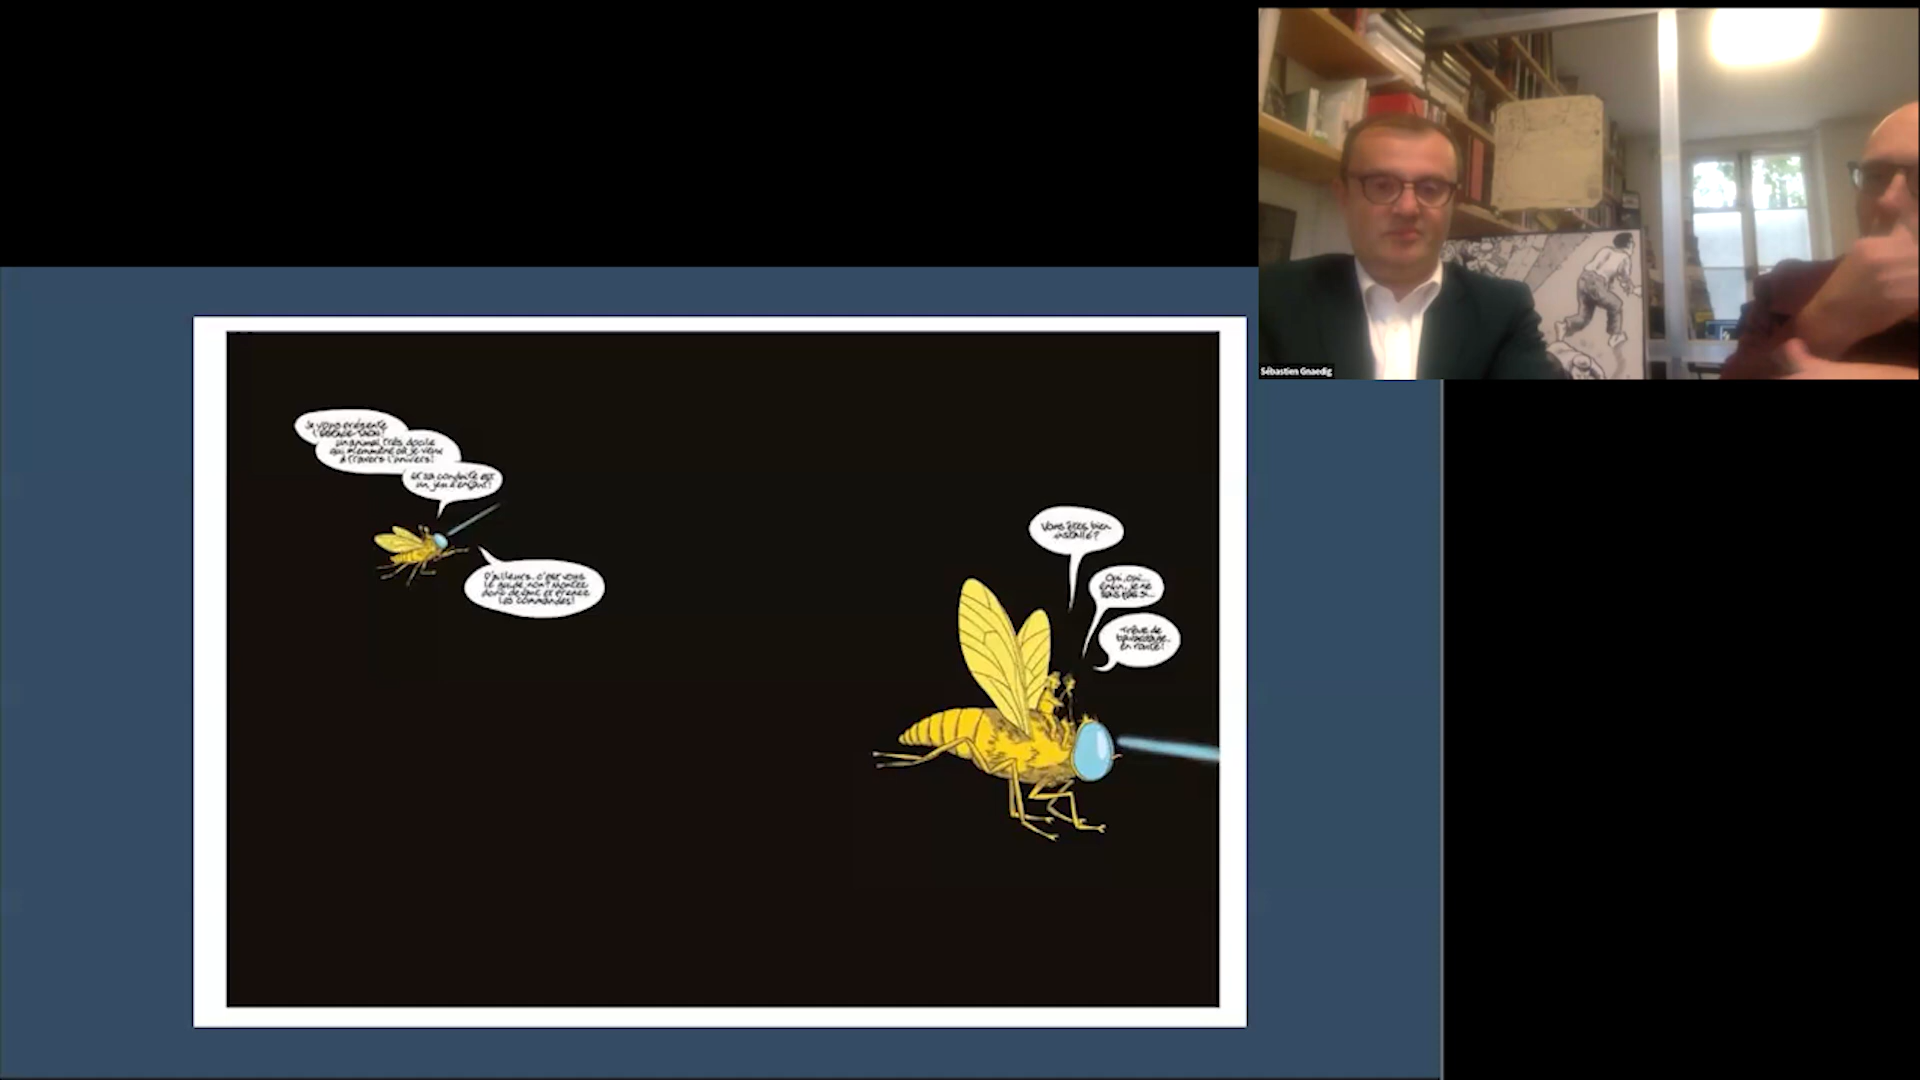 Je vous présente
un animal très docile
qui m'emmène où je veux
à travers l'univers!
et sa conduite est
un jeu d'enfant!
D'ailleurs, c'est vous
le guide, non? Montez
donc devant et prenez
les commandes!
Vous êtes bien
installé?
Oui, oui...
enfin, je ne
sais pas si...
Trêve de
bavardage,
en route!
Sébastien Gnaedig